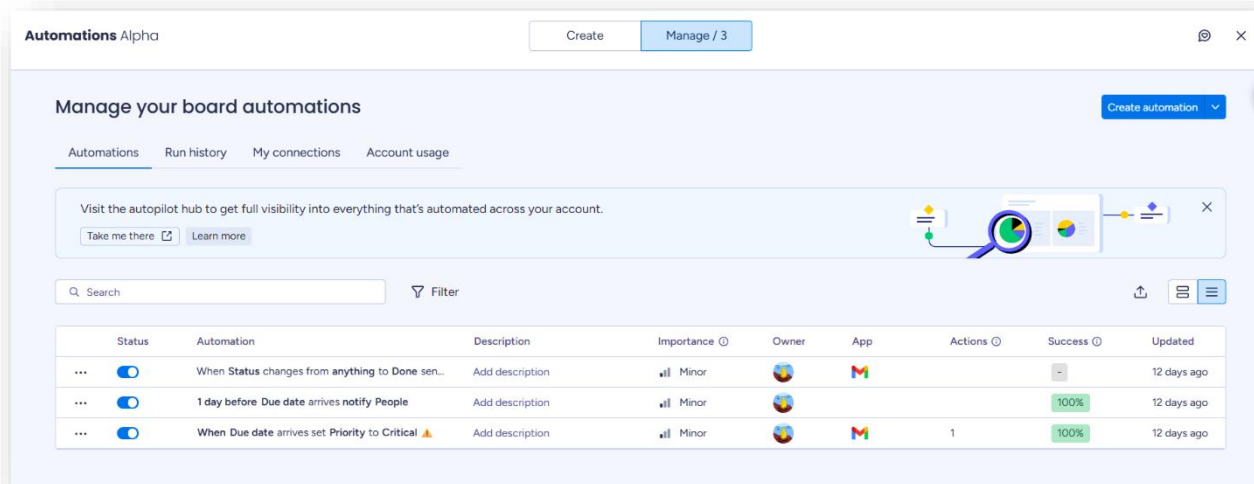 Automations Alpha
Create
Manage / 3
Manage your board automations
Create automation
Automations Run history My connections Account usage
Visit the autopilot hub to get full visibility into everything that's automated across your account.
Take me there Learn more
Search Filter
Status Automation Description Importance Owner App Actions Success Updated
When Status changes from anything to Done sen... Add description Minor - 12 days ago
1 day before Due date arrives notify People Add description Minor 100% 12 days ago
When Due date arrives set Priority to Critical Add description Minor 1 100% 12 days ago